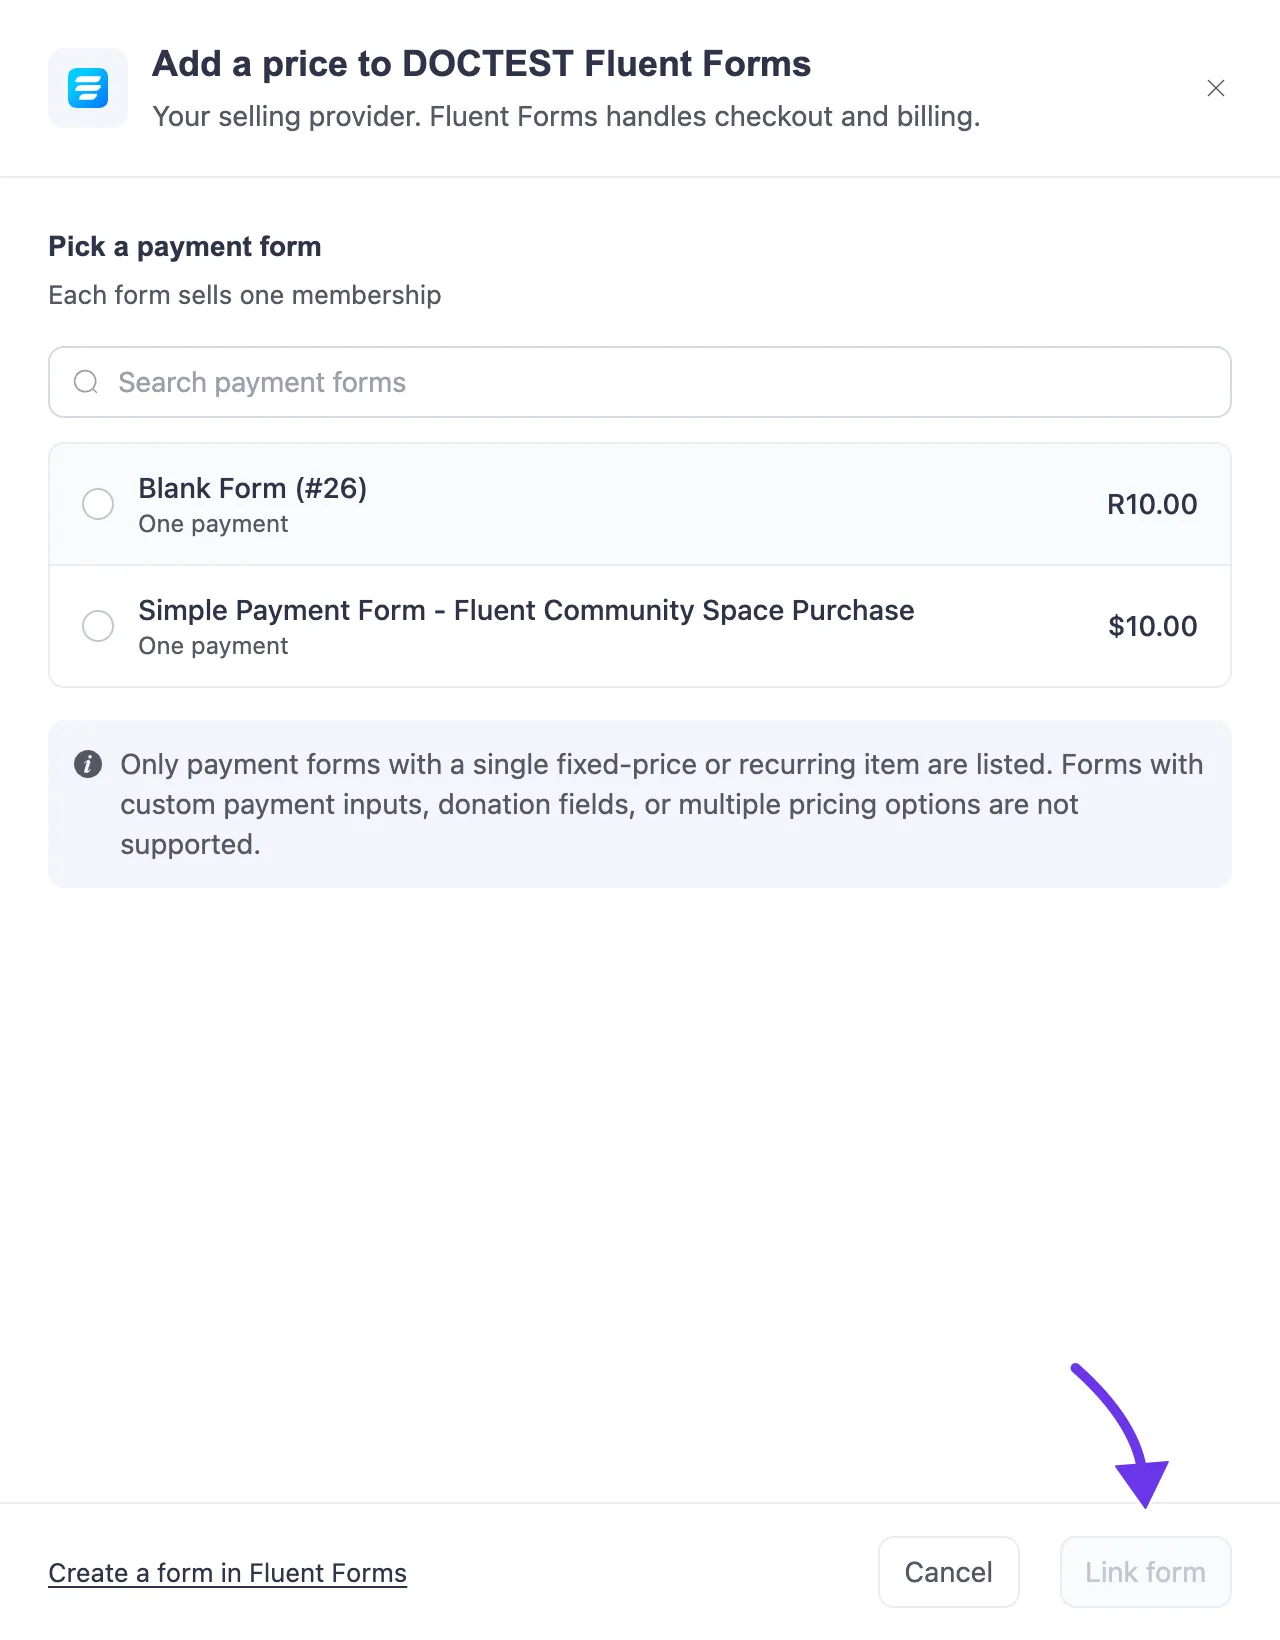 Add a price to DOCTEST Fluent Forms
Your selling provider. Fluent Forms handles checkout and billing.
Pick a payment form
Each form sells one membership
Search payment forms
Blank Form (#26)
One payment
R10.00
Simple Payment Form - Fluent Community Space Purchase
One payment
$10.00
Only payment forms with a single fixed-price or recurring item are listed. Forms with
custom payment inputs, donation fields, or multiple pricing options are not
supported.
Create a form in Fluent Forms
Cancel
Link form